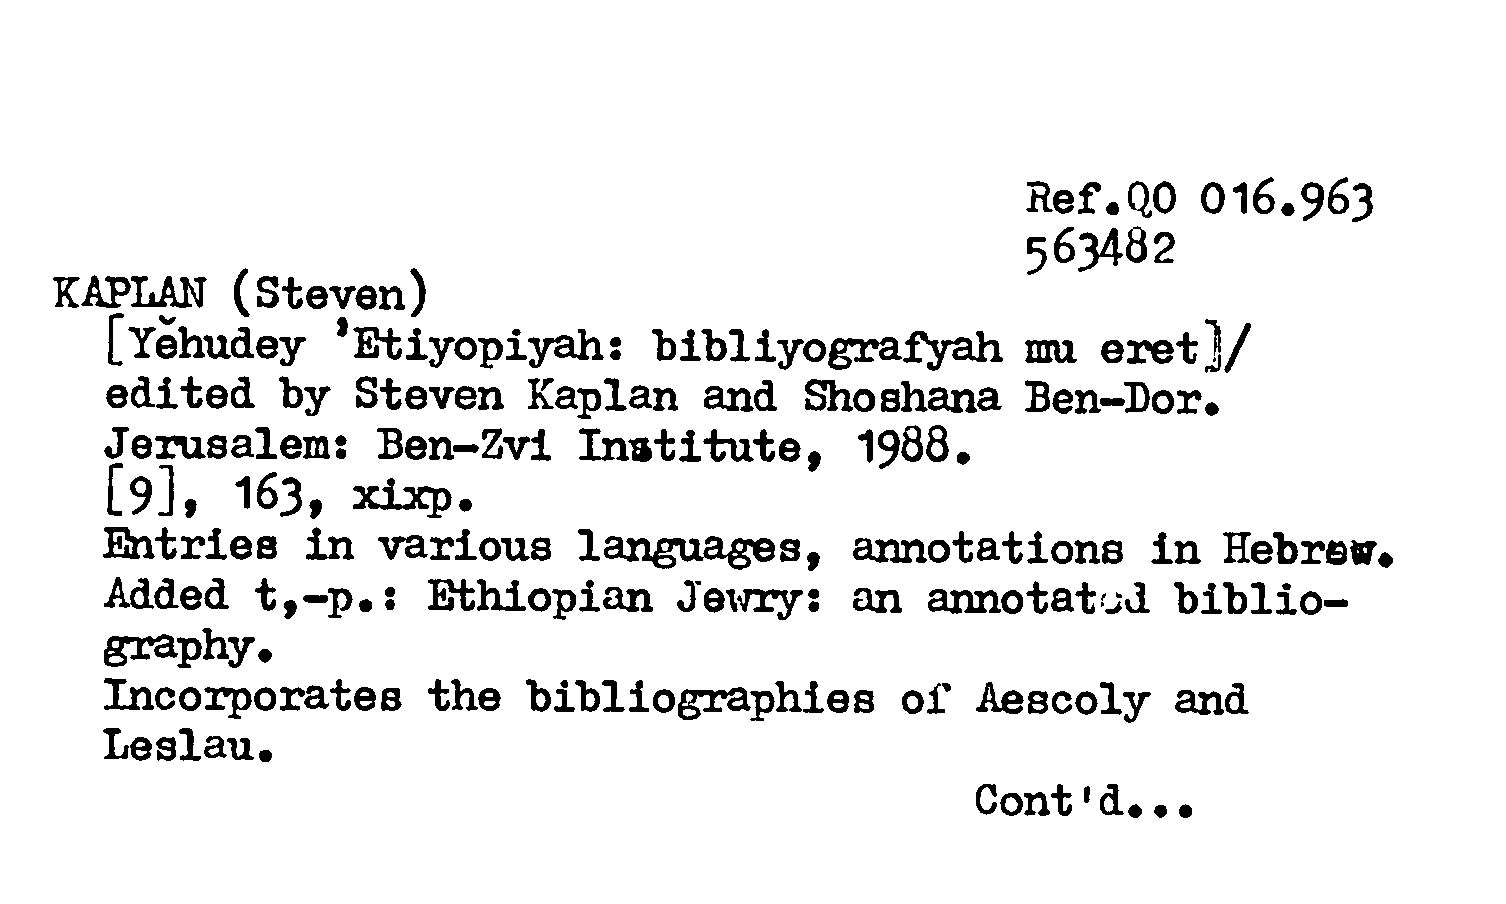 Ref.QO 016.963
563482
KAPLAN (Steven)
[Yĕhudey 'Etiyopiyah: bibliyografyah mu eret]/
edited by Steven Kaplan and Shoshana Ben-Dor.
Jerusalem: Ben-Zvi Institute, 1988.
[9], 163, xixp.
Entries in various languages, annotations in Hebrew.
Added t,-p.: Ethiopian Jewry: an annotated biblio-
graphy.
Incorporates the bibliographies of Aescoly and
Leslau.
Cont'd...